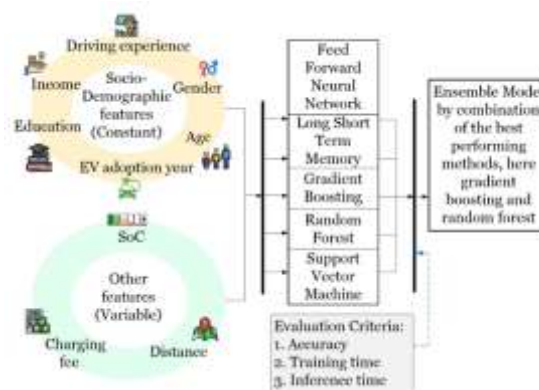 Driving experience
Income
Socio-
Demographic
features
(Constant)
Gender
Education
Age
EV adoption year
SoC
Other
features
(Variable)
Charging
fee
Distance
Feed
Forward
Neural
Network
Long Short
Term
Memory
Gradient
Boosting
Random
Forest
Support
Vector
Machine
Evaluation Criteria:
1. Accuracy
2. Training time
3. Inference time
Ensemble Model
by combination
of the best
performing
methods, here
gradient
boosting and
random forest